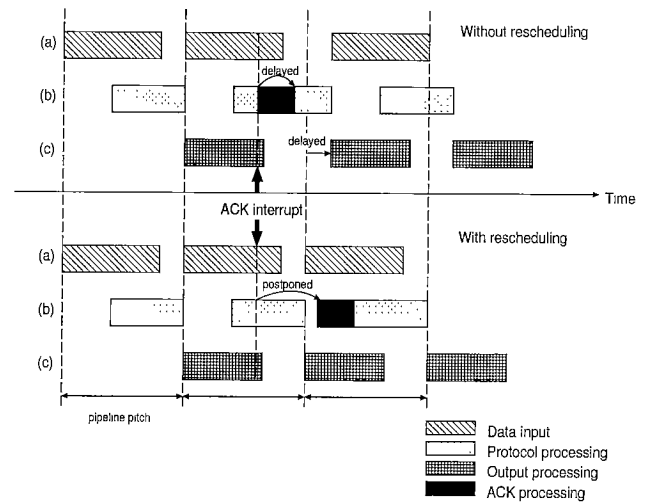 Without rescheduling
(a)
delayed
(b)
delayed
(c)
Time
ACK interrupt
With rescheduling
(a)
postponed
(b)
(c)
pipeline pitch
Data input
Protocol processing
Output processing
ACK processing